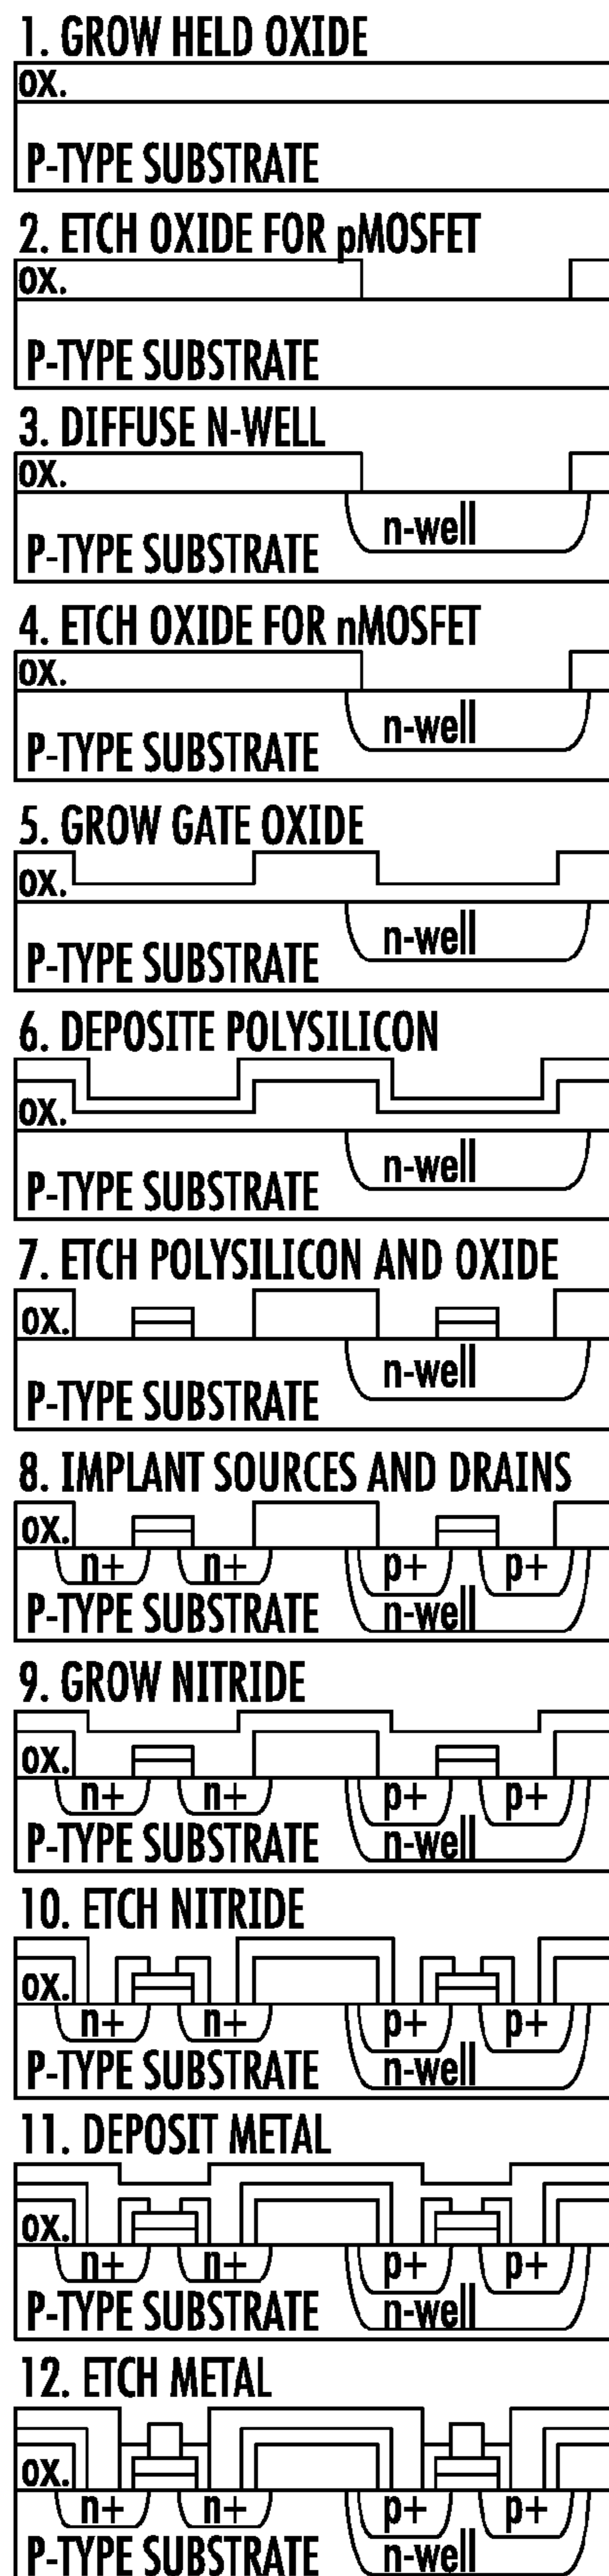 1. GROW HELD OXIDE
OX.
P-TYPE SUBSTRATE
2. ETCH OXIDE FOR pMOSFET
OX.
P-TYPE SUBSTRATE
3. DIFFUSE N-WELL
OX.
n-well
P-TYPE SUBSTRATE
4. ETCH OXIDE FOR nMOSFET
OX.
n-well
P-TYPE SUBSTRATE
5. GROW GATE OXIDE
OX.
n-well
P-TYPE SUBSTRATE
6. DEPOSITE POLYSILICON
OX.
n-well
P-TYPE SUBSTRATE
7. ETCH POLYSILICON AND OXIDE
OX.
n-well
P-TYPE SUBSTRATE
8. IMPLANT SOURCES AND DRAINS
OX.
n+ n+ p+ p+
P-TYPE SUBSTRATE n-well
9. GROW NITRIDE
OX.
n+ n+ p+ p+
P-TYPE SUBSTRATE n-well
10. ETCH NITRIDE
OX.
n+ n+ p+ p+
P-TYPE SUBSTRATE n-well
11. DEPOSIT METAL
OX.
n+ n+ p+ p+
P-TYPE SUBSTRATE n-well
12. ETCH METAL
OX.
n+ n+ p+ p+
P-TYPE SUBSTRATE n-well